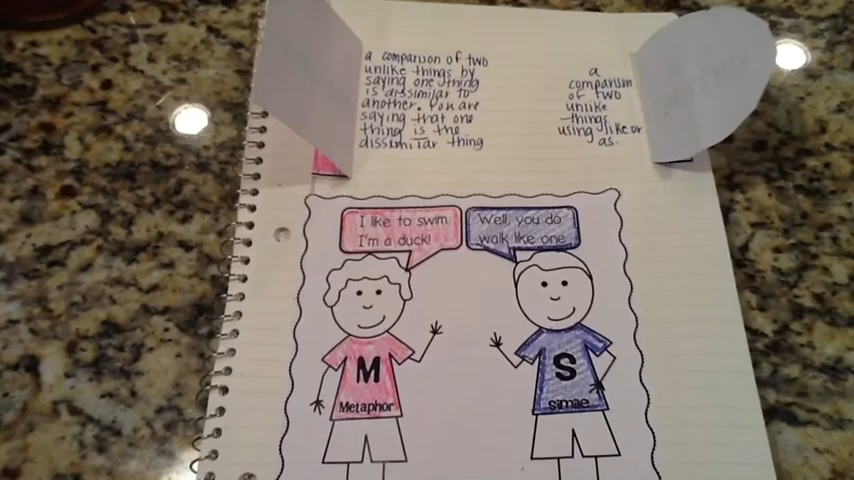 a comparison of two
unlike things by
saying one thing
is dissimilar to
another. You are
saying that one
thing is the
dissimilar thing
a
comparison
of two
unlike
things
using like or
as.
I like to swim.
I'm a duck!
Well, you do
walk like one.
M
Metaphor
S
Simile